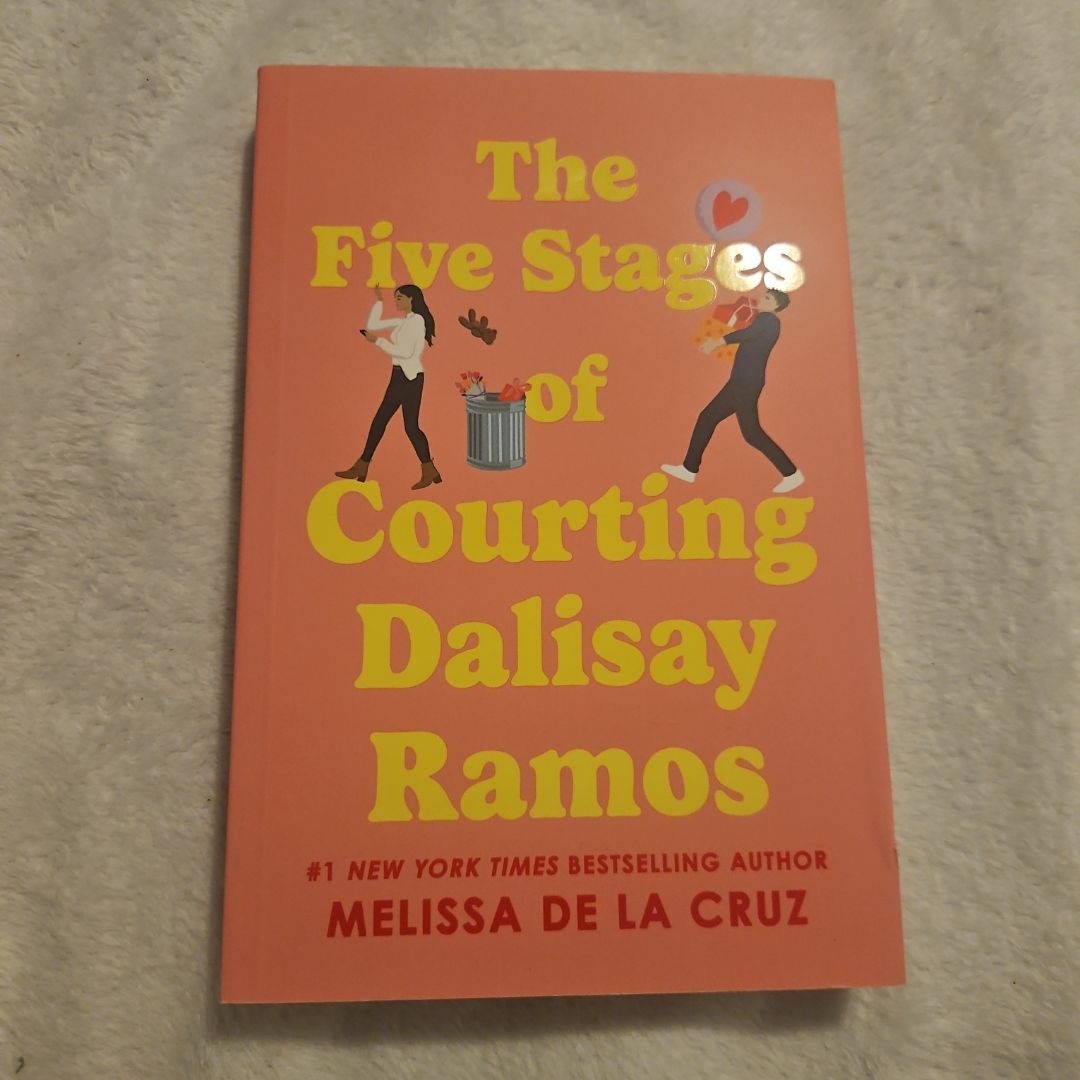 The
Five Stages
of
Courting
Dalisay
Ramos
#1 NEW YORK TIMES BESTSELLING AUTHOR
MELISSA DE LA CRUZ